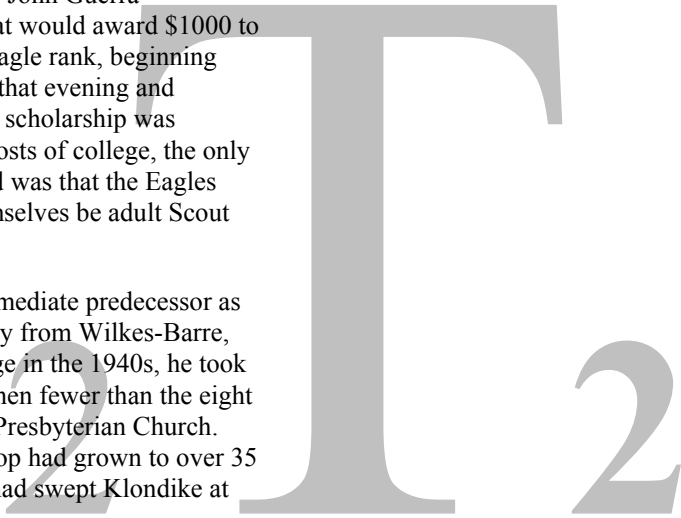 John Guerra
at would award $1000 to
agle rank, beginning
that evening and
scholarship was
osts of college, the only
d was that the Eagles
mselves be adult Scout
mediate predecessor as
y from Wilkes-Barre,
ge in the 1940s, he took
hen fewer than the eight
Presbyterian Church.
op had grown to over 35
had swept Klondike at
2 T 2